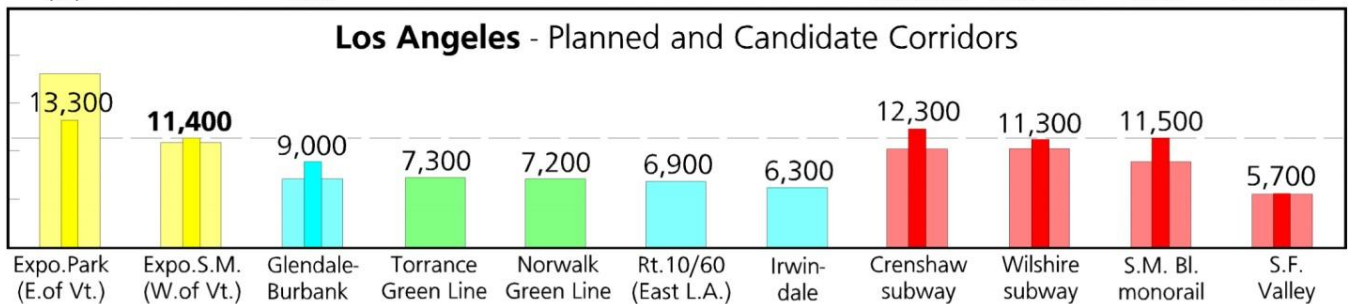 Los Angeles - Planned and Candidate Corridors
13,300
11,400
9,000
7,300
7,200
6,900
6,300
12,300
11,300
11,500
5,700
Expo.Park
(E.of Vt.)
Expo.S.M.
(W.of Vt.)
Glendale-
Burbank
Torrance
Green Line
Norwalk
Green Line
Rt.10/60
(East L.A.)
Irwin-
dale
Crenshaw
subway
Wilshire
subway
S.M. Bl.
monorail
S.F.
Valley